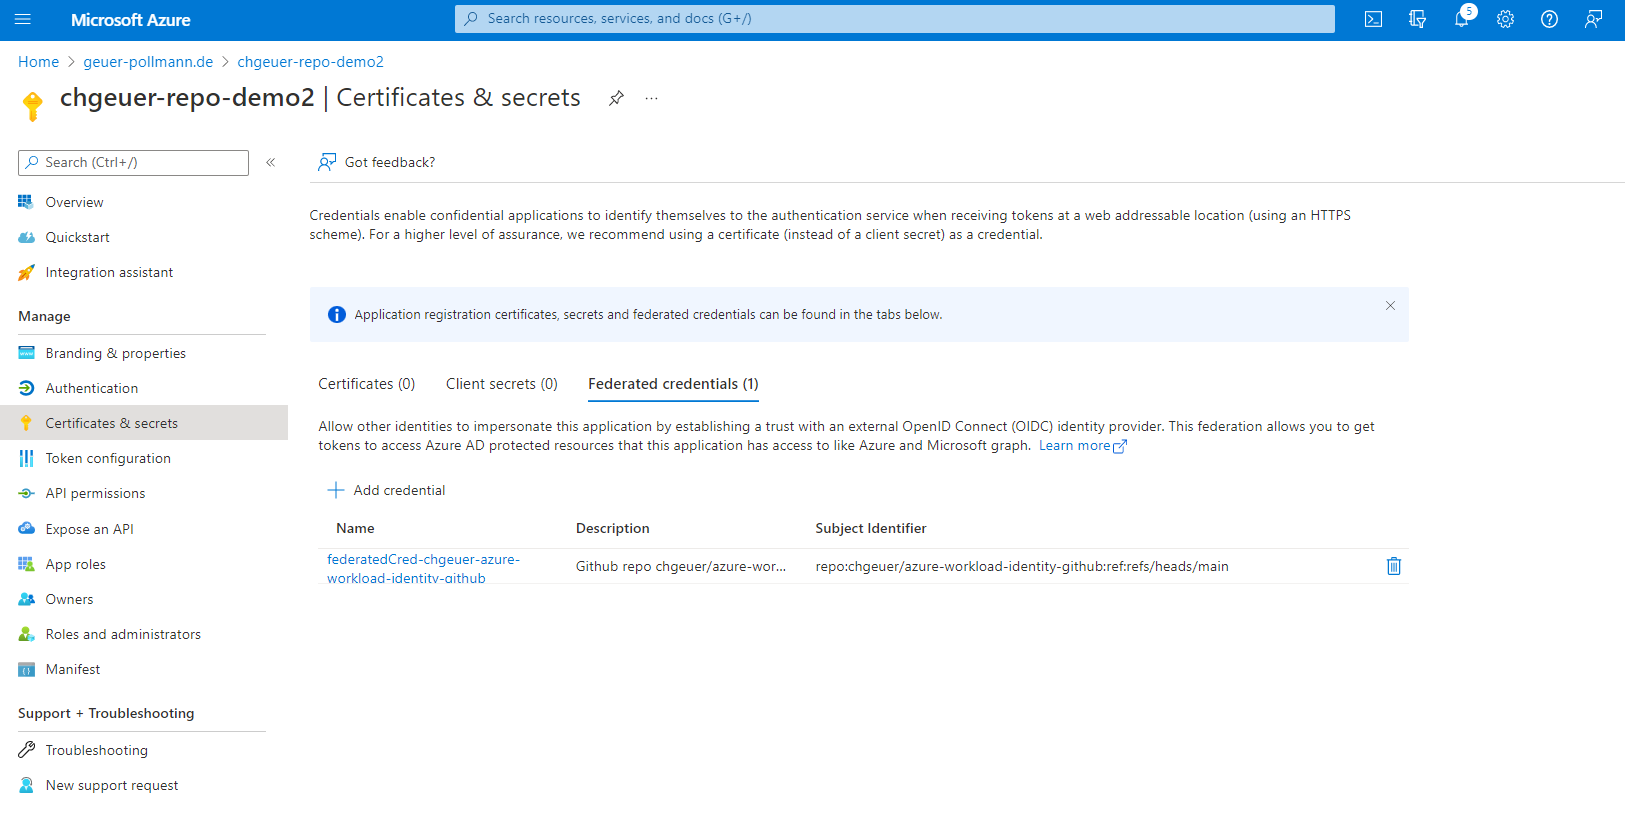 Microsoft Azure
Search resources, services, and docs (G+/)
5
Home > geuer-pollmann.de > chgeuer-repo-demo2
chgeuer-repo-demo2 | Certificates & secrets
Search (Ctrl+/)
Overview
Quickstart
Integration assistant
Manage
Branding & properties
Authentication
Certificates & secrets
Token configuration
API permissions
Expose an API
App roles
Owners
Roles and administrators
Manifest
Support + Troubleshooting
Troubleshooting
New support request
Got feedback?
Credentials enable confidential applications to identify themselves to the authentication service when receiving tokens at a web addressable location (using an HTTPS
scheme). For a higher level of assurance, we recommend using a certificate (instead of a client secret) as a credential.
Application registration certificates, secrets and federated credentials can be found in the tabs below.
Certificates (0) Client secrets (0) Federated credentials (1)
Allow other identities to impersonate this application by establishing a trust with an external OpenID Connect (OIDC) identity provider. This federation allows you to get
tokens to access Azure AD protected resources that this application has access to like Azure and Microsoft graph. Learn more
Add credential
Name Description Subject Identifier
federatedCred-chgeuer-azure-
workload-identity-github
Github repo chgeuer/azure-wor...
repo:chgeuer/azure-workload-identity-github:ref:refs/heads/main